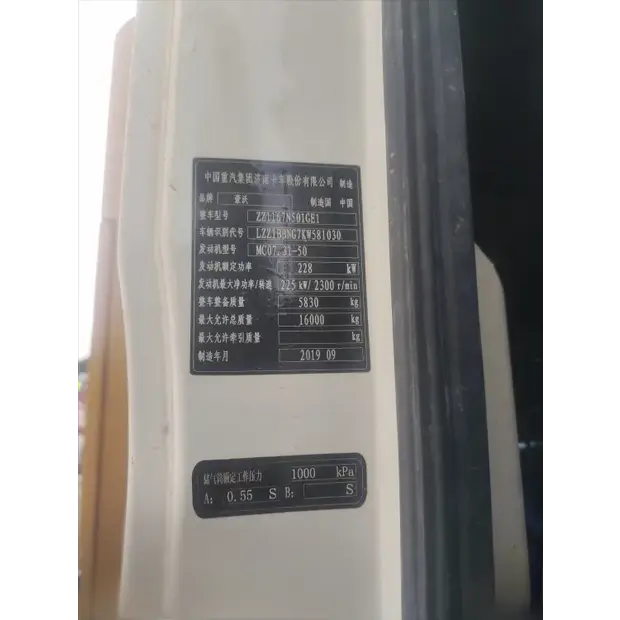 中国重汽集团济南卡车股份有限公司 制造
品牌 豪沃 制造国 中国
整车型号 ZZ1167N501GE1
车辆识别代号 LZZ1BBNG7KW581030
发动机型号 MC07.31-50
发动机额定功率 228 kW
发动机最大净功率/转速 225 kW/ 2300 r/min
整车整备质量 5830 kg
最大允许总质量 16000 kg
最大允许牵引质量 kg
制造年月 2019 09
储气筒额定工作压力 1000 kPa
A: 0.55 S B: S